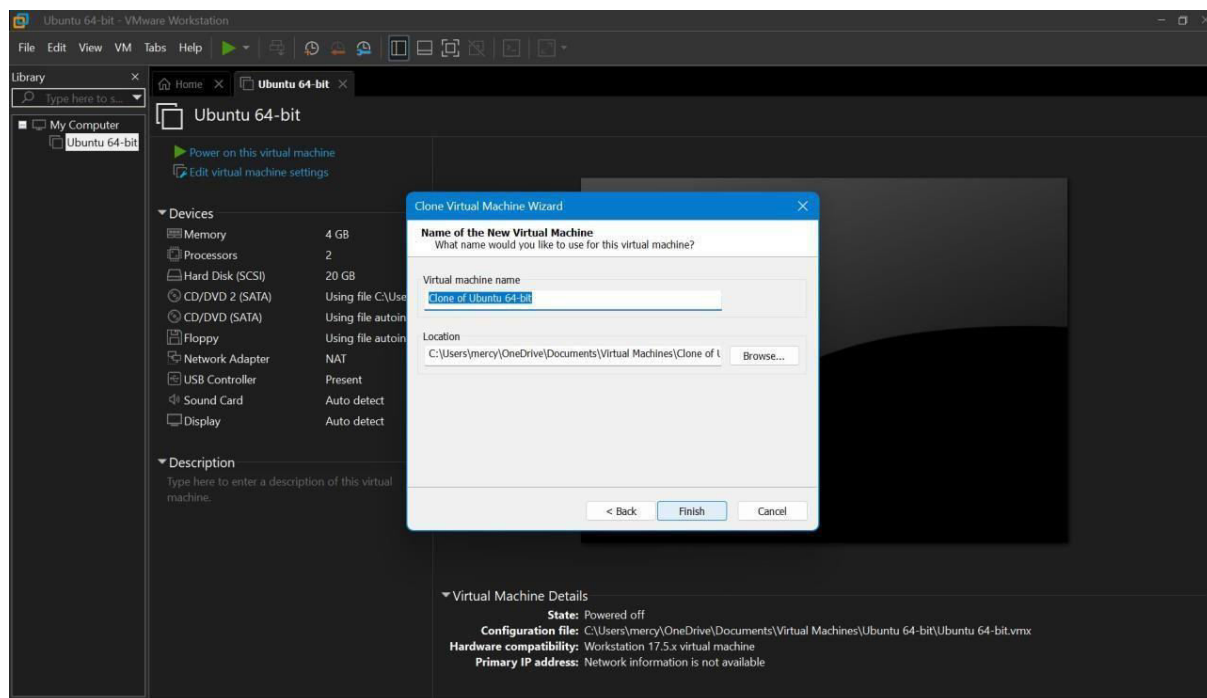 Ubuntu 64-bit - VMware Workstation
File Edit View VM Tabs Help
Library
Type here to s...
My Computer
Ubuntu 64-bit
Home
Ubuntu 64-bit
Ubuntu 64-bit
Power on this virtual machine
Edit virtual machine settings
Devices
Memory 4 GB
Processors 2
Hard Disk (SCSI) 20 GB
CD/DVD 2 (SATA) Using file C:\Use
CD/DVD (SATA) Using file autoin
Floppy Using file autoin
Network Adapter NAT
USB Controller Present
Sound Card Auto detect
Display Auto detect
Description
Type here to enter a description of this virtual
machine.
Clone Virtual Machine Wizard
Name of the New Virtual Machine
What name would you like to use for this virtual machine?
Virtual machine name
Clone of Ubuntu 64-bit
Location
C:\Users\mercy\OneDrive\Documents\Virtual Machines\Clone of U
Browse...
< Back Finish Cancel
Virtual Machine Details
State: Powered off
Configuration file: C:\Users\mercy\OneDrive\Documents\Virtual Machines\Ubuntu 64-bit\Ubuntu 64-bit.vmx
Hardware compatibility: Workstation 17.5.x virtual machine
Primary IP address: Network information is not available